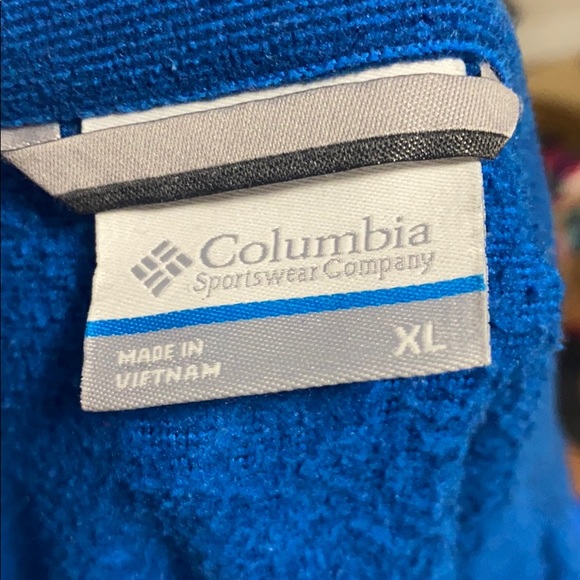 Columbia
Sportswear Company
MADE IN
VIETNAM
XL